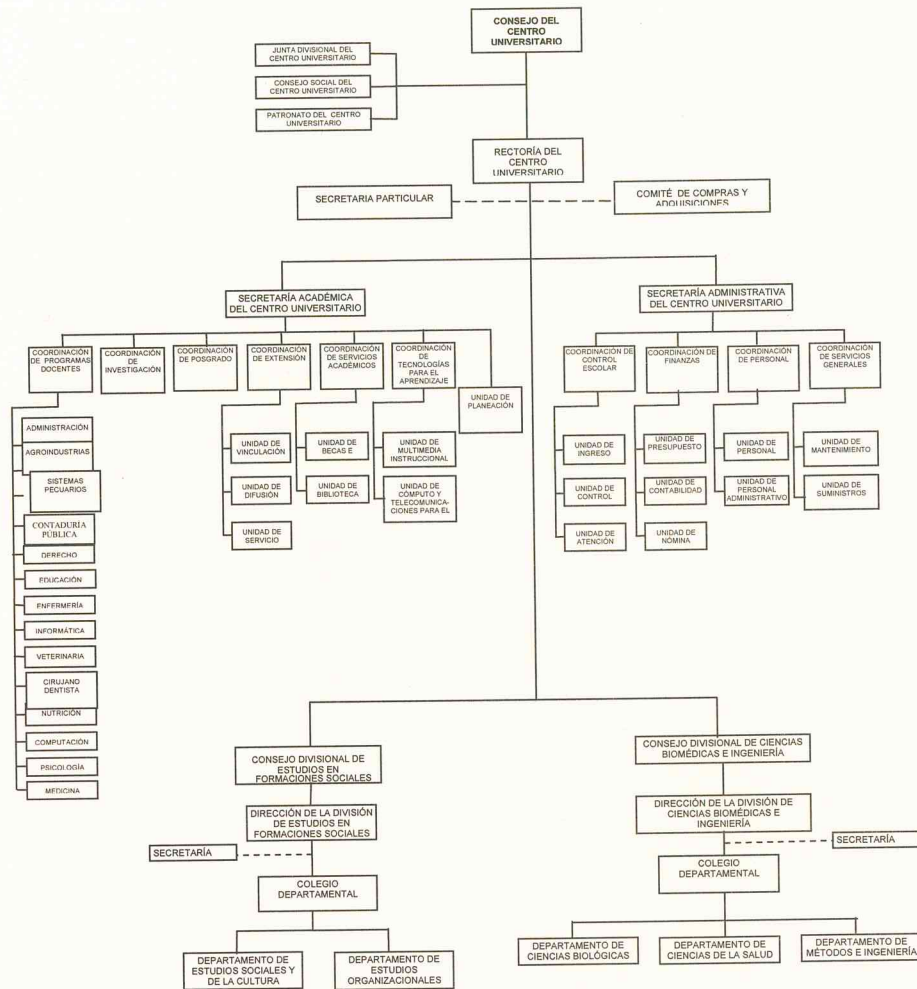 CONSEJO DEL
CENTRO
UNIVERSITARIO
JUNTA DIVISIONAL DEL
CENTRO UNIVERSITARIO
CONSEJO SOCIAL DEL
CENTRO UNIVERSITARIO
PATRONATO DEL CENTRO
UNIVERSITARIO
RECTORÍA DEL
CENTRO
UNIVERSITARIO
SECRETARIA PARTICULAR
COMITÉ DE COMPRAS Y
ADQUISICIONES
SECRETARÍA ACADÉMICA
DEL CENTRO UNIVERSITARIO
SECRETARÍA ADMINISTRATIVA
DEL CENTRO UNIVERSITARIO
COORDINACIÓN
DE PROGRAMAS
DOCENTES
COORDINACIÓN
DE
INVESTIGACIÓN
COORDINACIÓN
DE POSGRADO
COORDINACIÓN
DE EXTENSIÓN
COORDINACIÓN
DE SERVICIOS
ACADÉMICOS
COORDINACIÓN
DE
TECNOLOGÍAS
PARA EL
APRENDIZAJE
UNIDAD DE
PLANEACIÓN
COORDINACIÓN DE
CONTROL
ESCOLAR
COORDINACIÓN
DE FINANZAS
COORDINACIÓN
DE PERSONAL
COORDINACIÓN
DE SERVICIOS
GENERALES
ADMINISTRACIÓN
AGROINDUSTRIAS
SISTEMAS
PECUARIOS
CONTADURÍA
PÚBLICA
DERECHO
EDUCACIÓN
ENFERMERÍA
INFORMÁTICA
VETERINARIA
CIRUJANO
DENTISTA
NUTRICIÓN
COMPUTACIÓN
PSICOLOGÍA
MEDICINA
UNIDAD DE
VINCULACIÓN
UNIDAD DE
DIFUSIÓN
UNIDAD DE
SERVICIO
UNIDAD DE
BECAS E
UNIDAD DE
BIBLIOTECA
UNIDAD DE
MULTIMEDIA
INSTRUCCIONAL
UNIDAD DE
CÓMPUTO Y
TELECOMUNICA-
CIONES PARA EL
UNIDAD DE
INGRESO
UNIDAD DE
CONTROL
UNIDAD DE
ATENCIÓN
UNIDAD DE
PRESUPUESTO
UNIDAD DE
CONTABILIDAD
UNIDAD DE
NÓMINA
UNIDAD DE
PERSONAL
UNIDAD DE
PERSONAL
ADMINISTRATIVO
UNIDAD DE
MANTENIMIENTO
UNIDAD DE
SUMINISTROS
CONSEJO DIVISIONAL DE
ESTUDIOS EN
FORMACIONES SOCIALES
DIRECCIÓN DE LA DIVISIÓN
DE ESTUDIOS EN
FORMACIONES SOCIALES
SECRETARÍA
COLEGIO
DEPARTAMENTAL
DEPARTAMENTO DE
ESTUDIOS SOCIALES Y
DE LA CULTURA
DEPARTAMENTO DE
ESTUDIOS
ORGANIZACIONALES
CONSEJO DIVISIONAL DE CIENCIAS
BIOMÉDICAS E INGENIERÍA
DIRECCIÓN DE LA DIVISIÓN DE
CIENCIAS BIOMÉDICAS E
INGENIERÍA
SECRETARÍA
COLEGIO
DEPARTAMENTAL
DEPARTAMENTO DE
CIENCIAS BIOLÓGICAS
DEPARTAMENTO DE
CIENCIAS DE LA SALUD
DEPARTAMENTO DE
MÉTODOS E INGENIERÍA